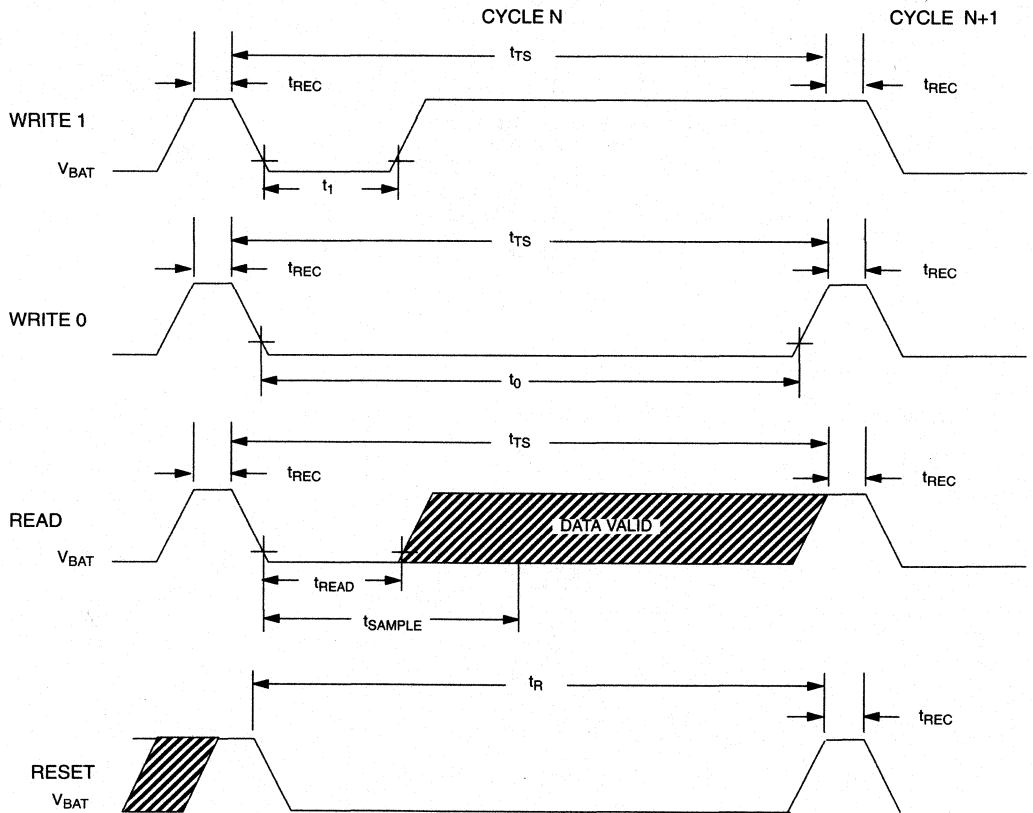 CYCLE N
CYCLE N+1
tTS
tREC
tREC
WRITE 1
VBAT
t1
tTS
tREC
tREC
WRITE 0
t0
tTS
tREC
tREC
READ
DATA VALID
VBAT
tREAD
tSAMPLE
tR
tREC
RESET
VBAT